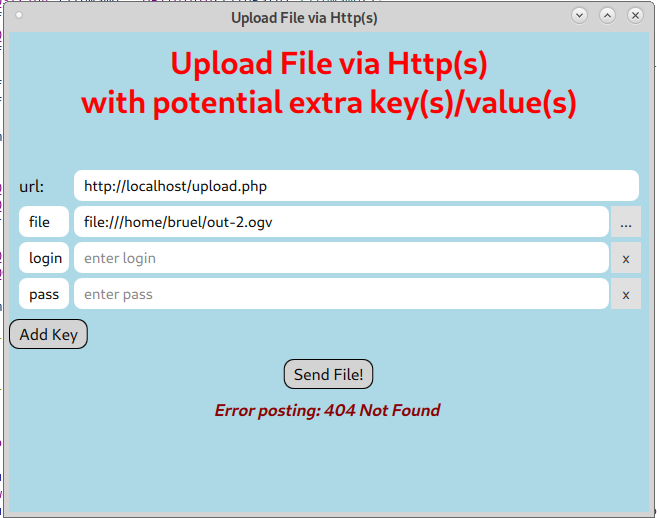 Upload File via Http(s)
Upload File via Http(s)
with potential extra key(s)/value(s)
url: http://localhost/upload.php
file file:///home/bruel/out-2.ogv ...
login enter login x
pass enter pass x
Add Key
Send File!
Error posting: 404 Not Found